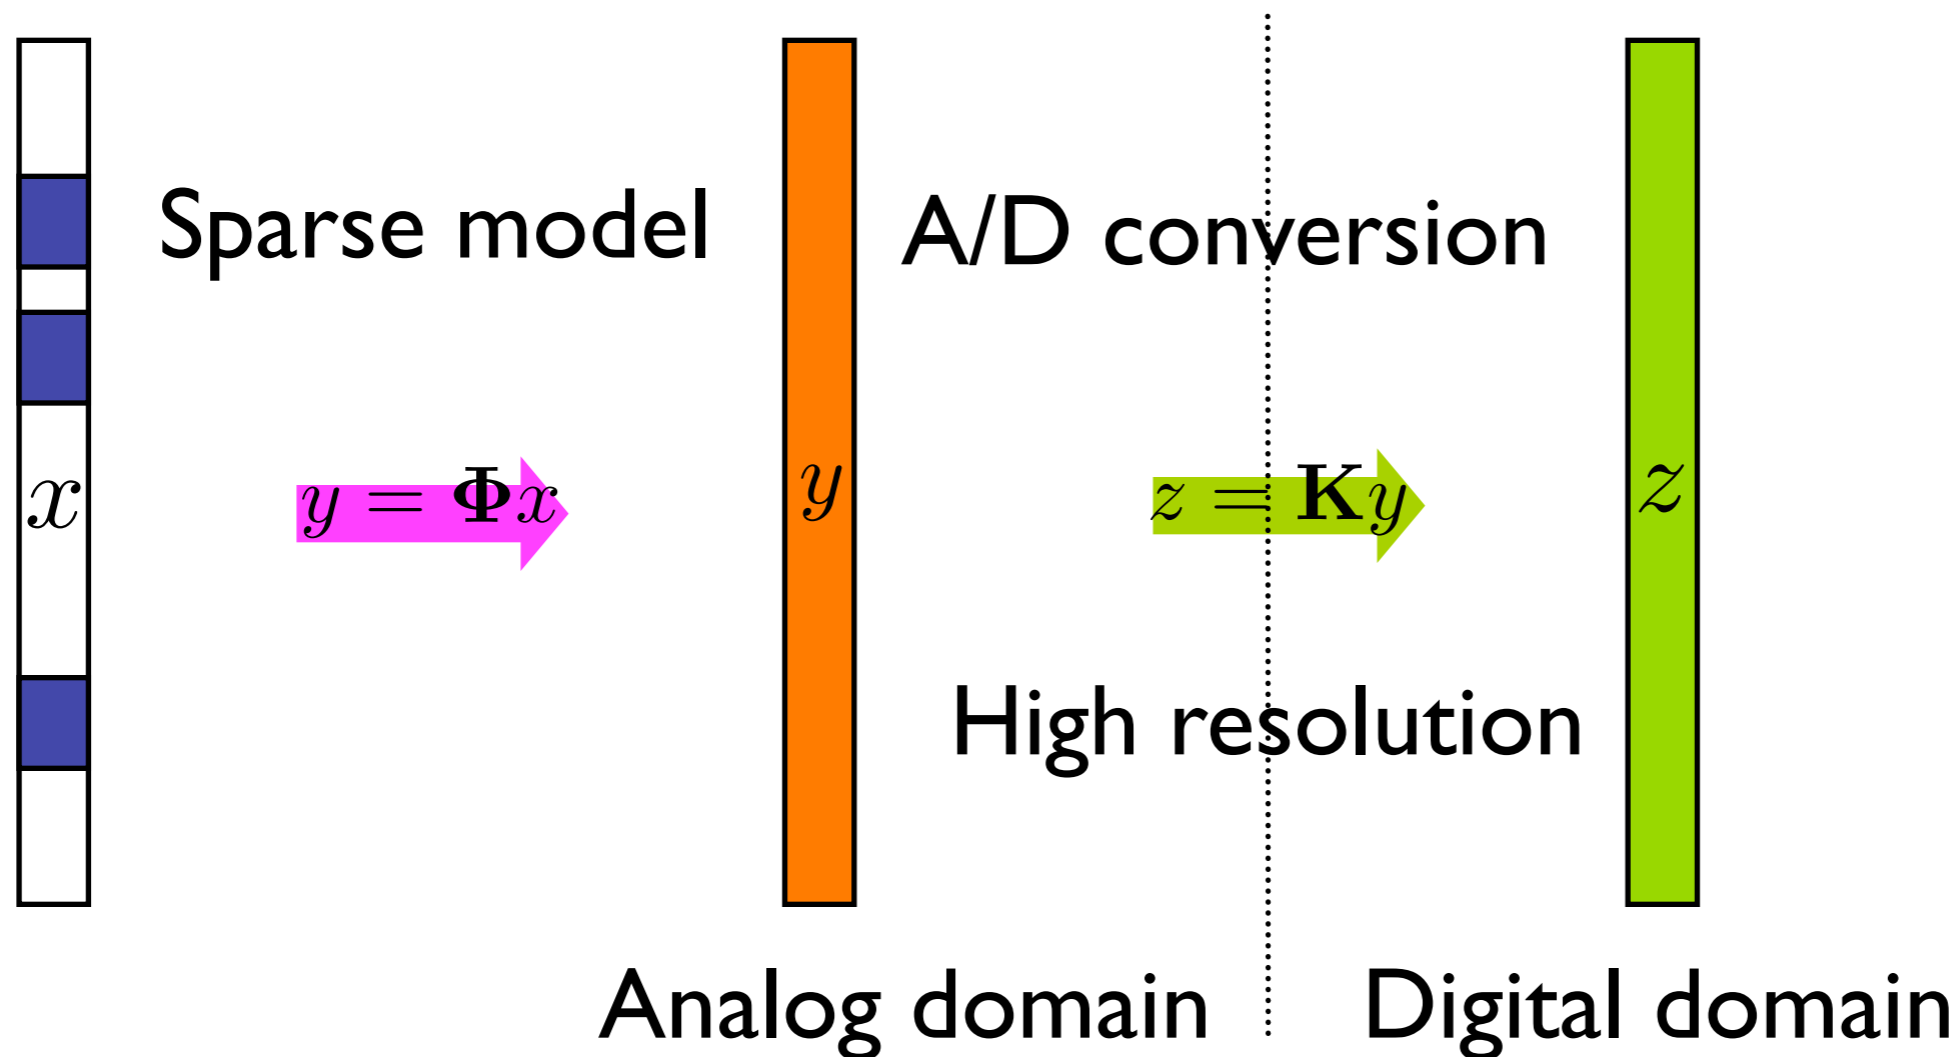 Sparse model
A/D conversion
x
y = Φx
y
z = Ky
z
High resolution
Analog domain
Digital domain